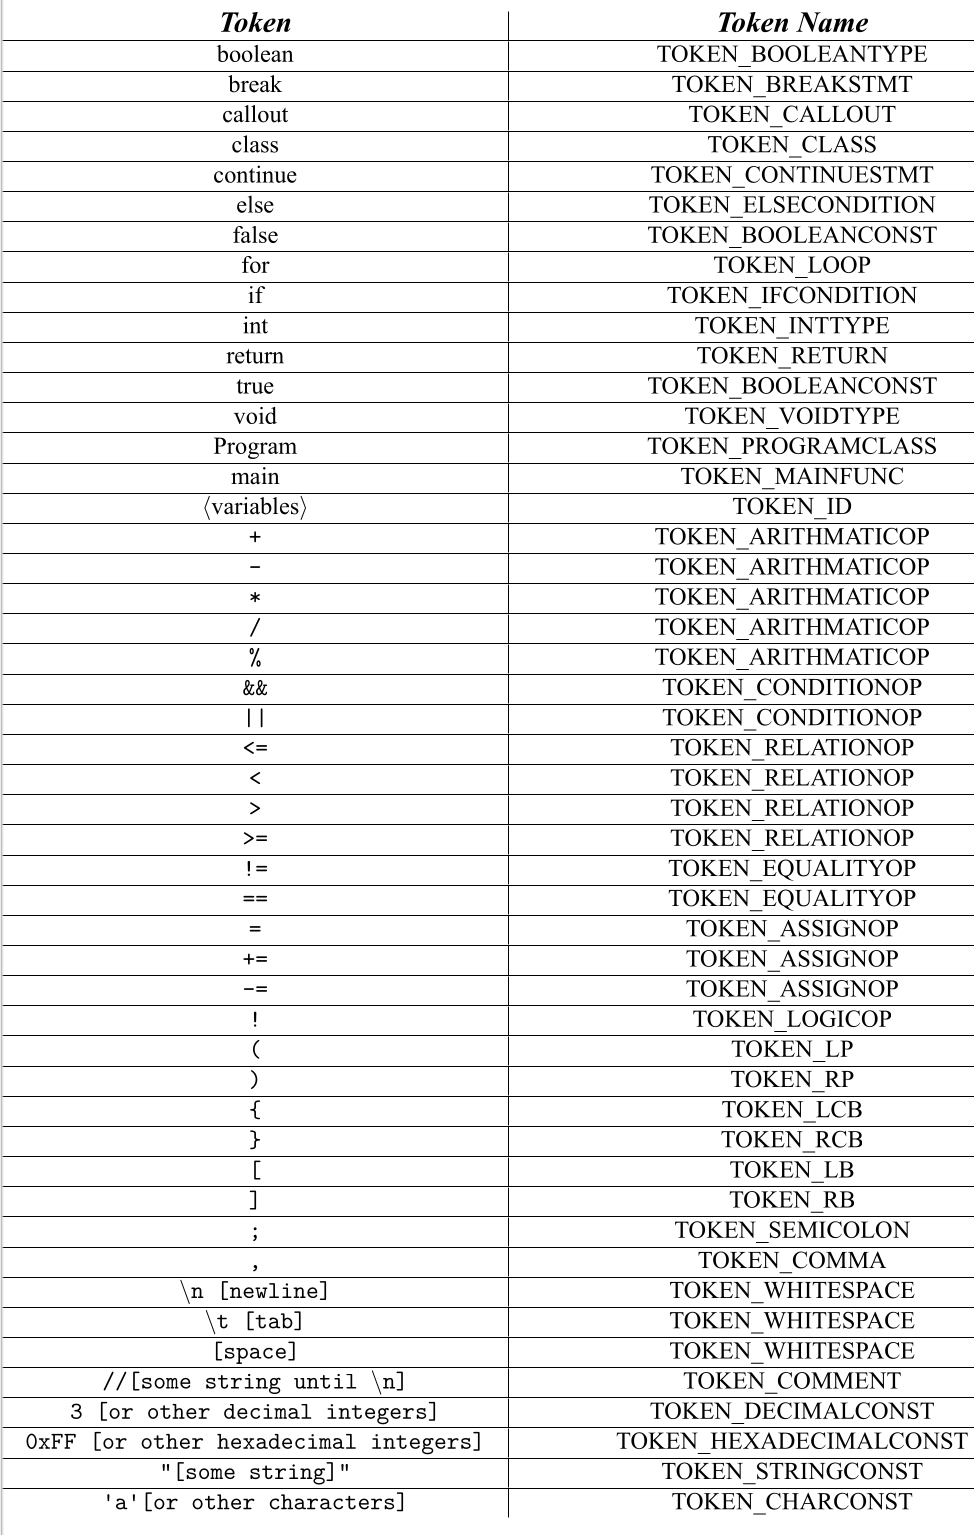 Token Token Name
boolean TOKEN_BOOLEANTYPE
break TOKEN_BREAKSTMT
callout TOKEN_CALLOUT
class TOKEN_CLASS
continue TOKEN_CONTINUESTMT
else TOKEN_ELSECONDITION
false TOKEN_BOOLEANCONST
for TOKEN_LOOP
if TOKEN_IFCONDITION
int TOKEN_INTTYPE
return TOKEN_RETURN
true TOKEN_BOOLEANCONST
void TOKEN_VOIDTYPE
Program TOKEN_PROGRAMCLASS
main TOKEN_MAINFUNC
⟨variables⟩ TOKEN_ID
+ TOKEN_ARITHMATICOP
- TOKEN_ARITHMATICOP
* TOKEN_ARITHMATICOP
/ TOKEN_ARITHMATICOP
% TOKEN_ARITHMATICOP
&& TOKEN_CONDITIONOP
|| TOKEN_CONDITIONOP
<= TOKEN_RELATIONOP
< TOKEN_RELATIONOP
> TOKEN_RELATIONOP
>= TOKEN_RELATIONOP
!= TOKEN_EQUALITYOP
== TOKEN_EQUALITYOP
= TOKEN_ASSIGNOP
+= TOKEN_ASSIGNOP
-= TOKEN_ASSIGNOP
! TOKEN_LOGICOP
( TOKEN_LP
) TOKEN_RP
{ TOKEN_LCB
} TOKEN_RCB
[ TOKEN_LB
] TOKEN_RB
; TOKEN_SEMICOLON
, TOKEN_COMMA
\n [newline] TOKEN_WHITESPACE
\t [tab] TOKEN_WHITESPACE
[space] TOKEN_WHITESPACE
//[some string until \n] TOKEN_COMMENT
3 [or other decimal integers] TOKEN_DECIMALCONST
0xFF [or other hexadecimal integers] TOKEN_HEXADECIMALCONST
"[some string]" TOKEN_STRINGCONST
'a'[or other characters] TOKEN_CHARCONST